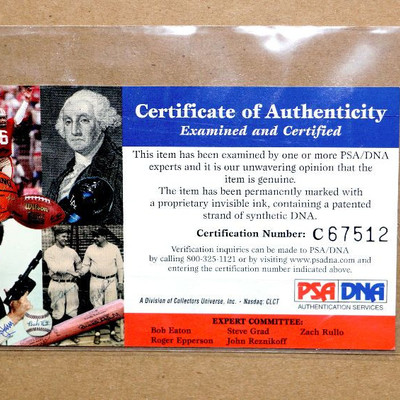 Certificate of Authenticity
Examined and Certified
This item has been examined by one or more PSA/DNA
experts and it is our unwavering opinion that the
item is genuine.
The item has been permanently marked with
a proprietary invisible ink, containing a patented
strand of synthetic DNA.
Certification Number: C67512
Verification inquiries can be made to PSA/DNA
by calling 800-325-1121 or by visiting www.psadna.com and
entering the certification number indicated above.
PSA DNA
AUTHENTICATION SERVICES
A Division of Collectors Universe, Inc. - Nasdaq: CLCT
EXPERT COMMITTEE:
Bob Eaton Steve Grad Zach Rullo
Roger Epperson John Reznikoff